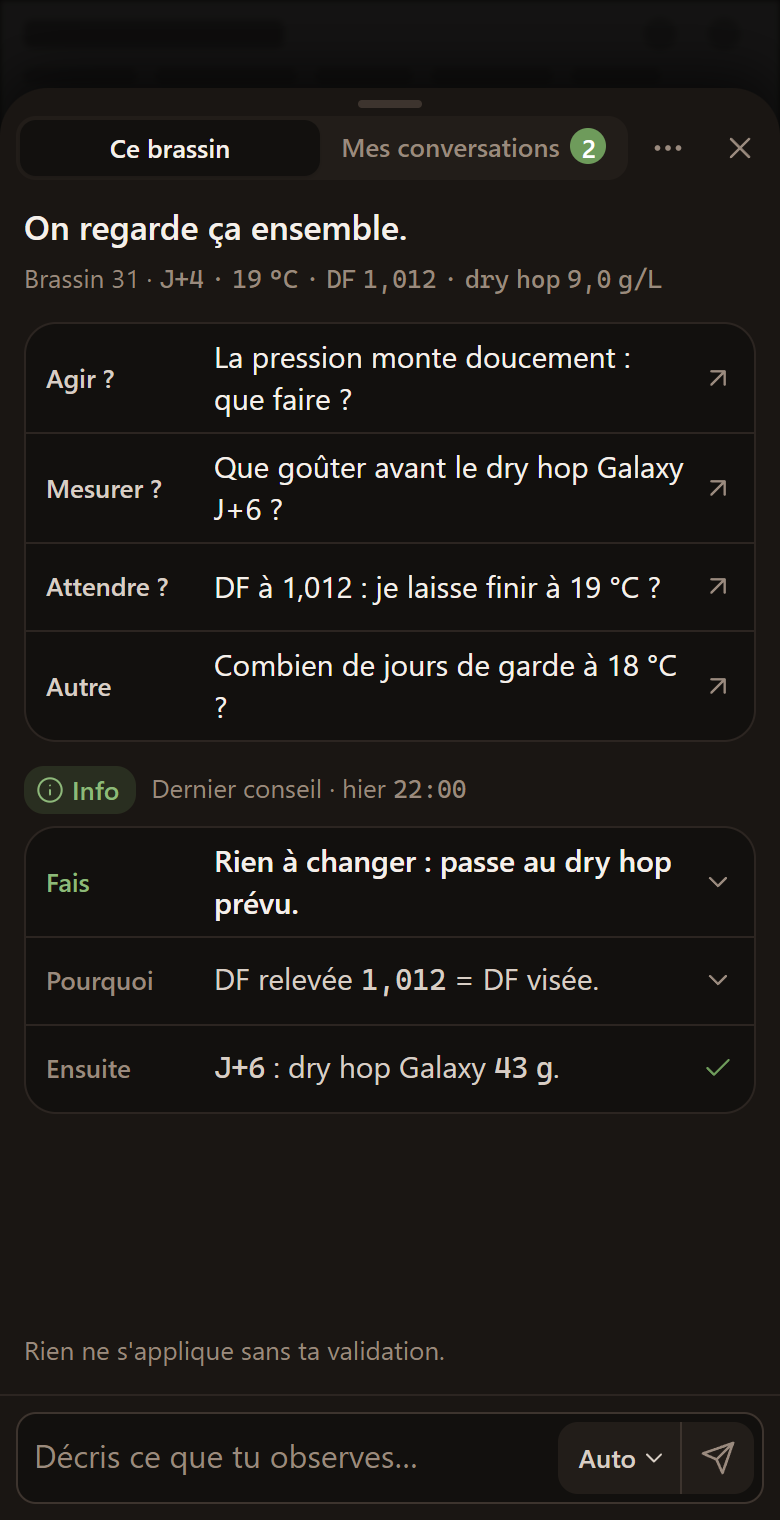 Ce brassin
Mes conversations 2
On regarde ça ensemble.
Brassin 31 · J+4 · 19 °C · DF 1,012 · dry hop 9,0 g/L
Agir ?
La pression monte doucement :
que faire ?
Mesurer ?
Que goûter avant le dry hop Galaxy
J+6 ?
Attendre ?
DF à 1,012 : je laisse finir à 19 °C ?
Autre
Combien de jours de garde à 18 °C
?
Info
Dernier conseil · hier 22:00
Fais
Rien à changer : passe au dry hop
prévu.
Pourquoi
DF relevée 1,012 = DF visée.
Ensuite
J+6 : dry hop Galaxy 43 g.
Rien ne s'applique sans ta validation.
Décris ce que tu observes...
Auto